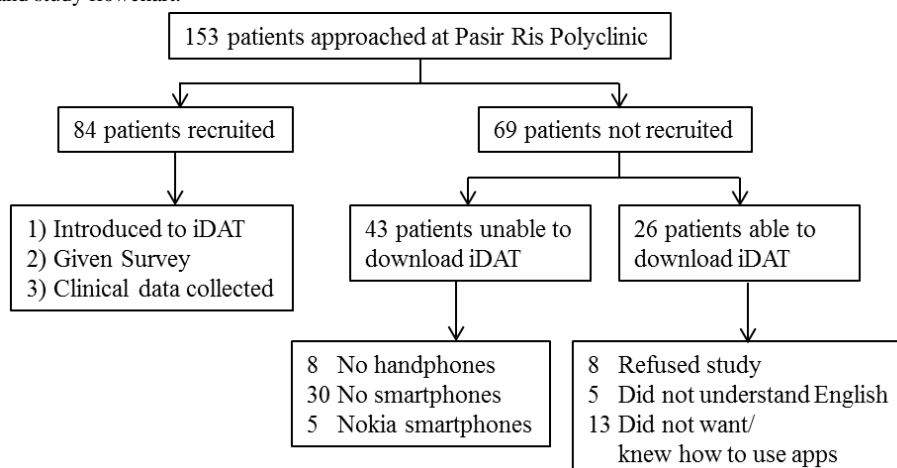 and study flowchart.
153 patients approached at Pasir Ris Polyclinic
84 patients recruited
69 patients not recruited
1) Introduced to iDAT
2) Given Survey
3) Clinical data collected
43 patients unable to
download iDAT
26 patients able to
download iDAT
8 No handphones
30 No smartphones
5 Nokia smartphones
8 Refused study
5 Did not understand English
13 Did not want/
knew how to use apps